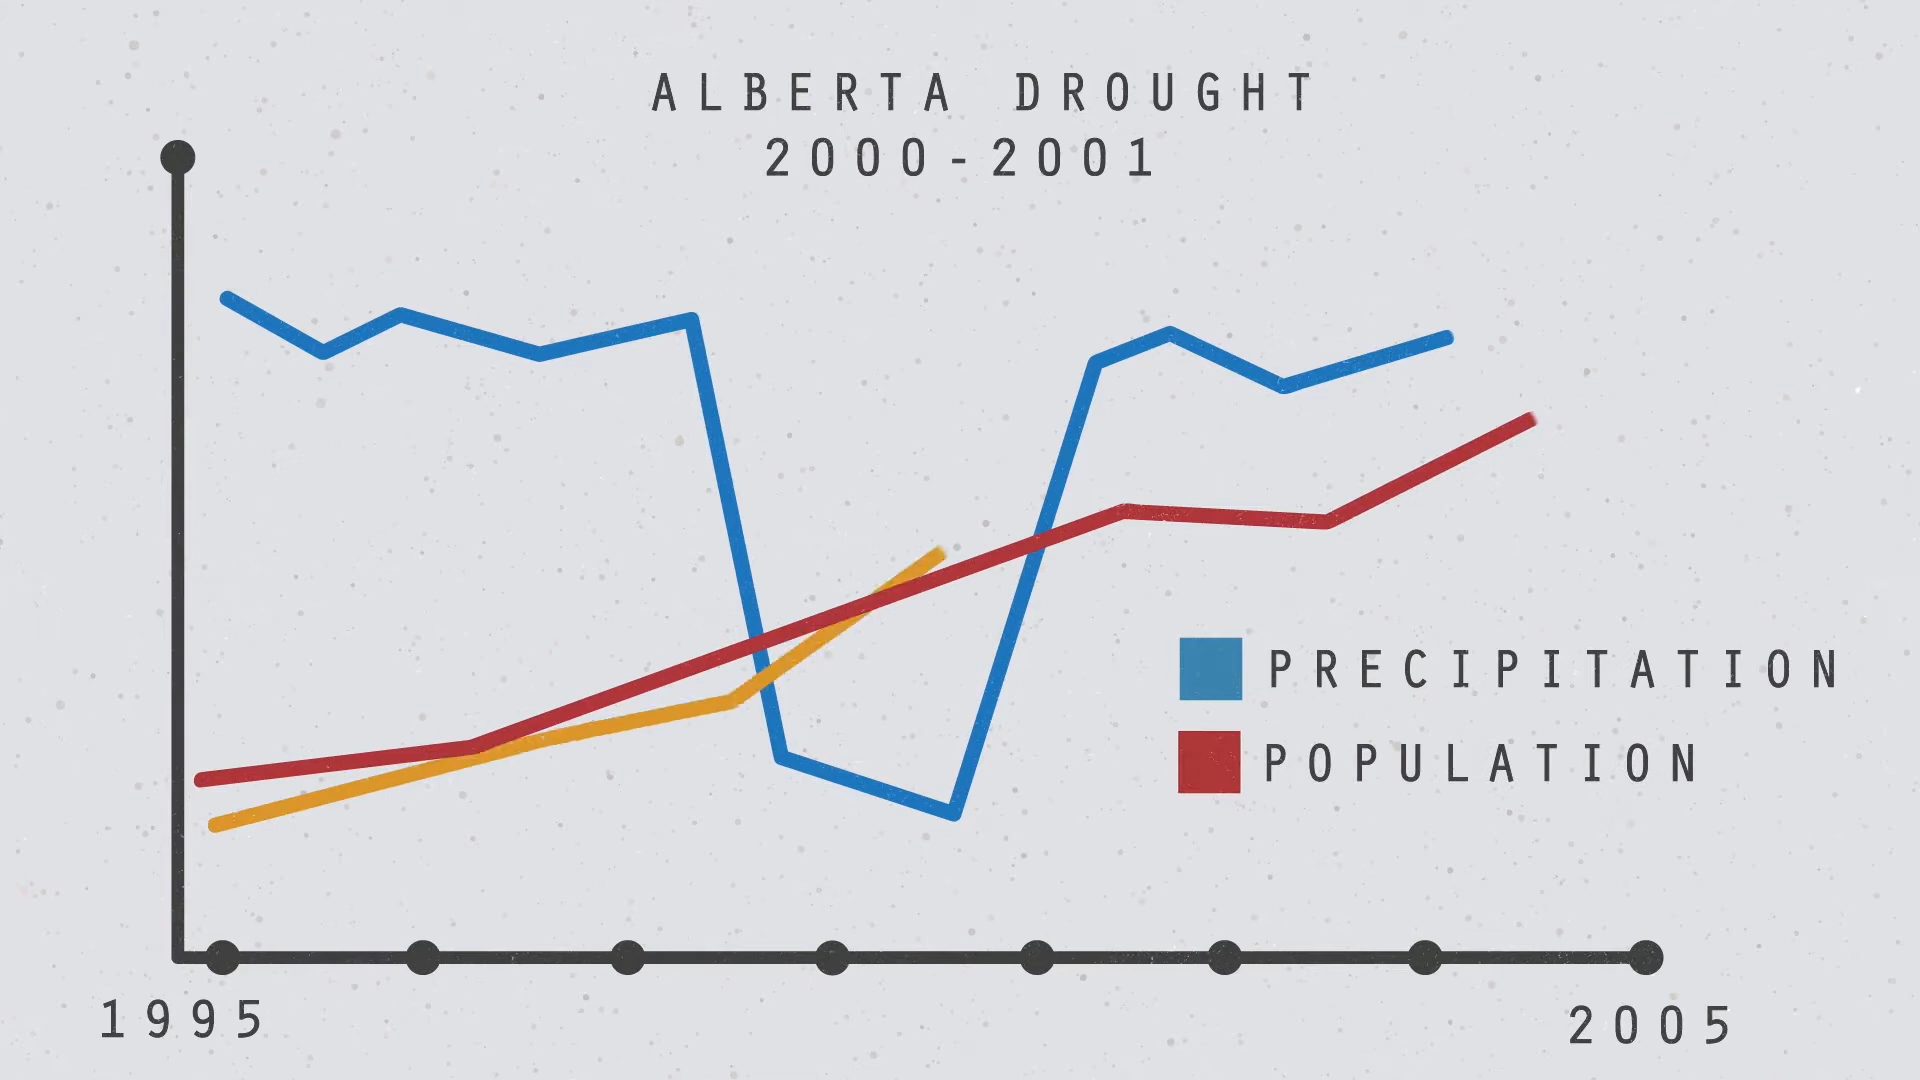 ALBERTA DROUGHT
2000-2001
PRECIPITATION
POPULATION
1995
2005